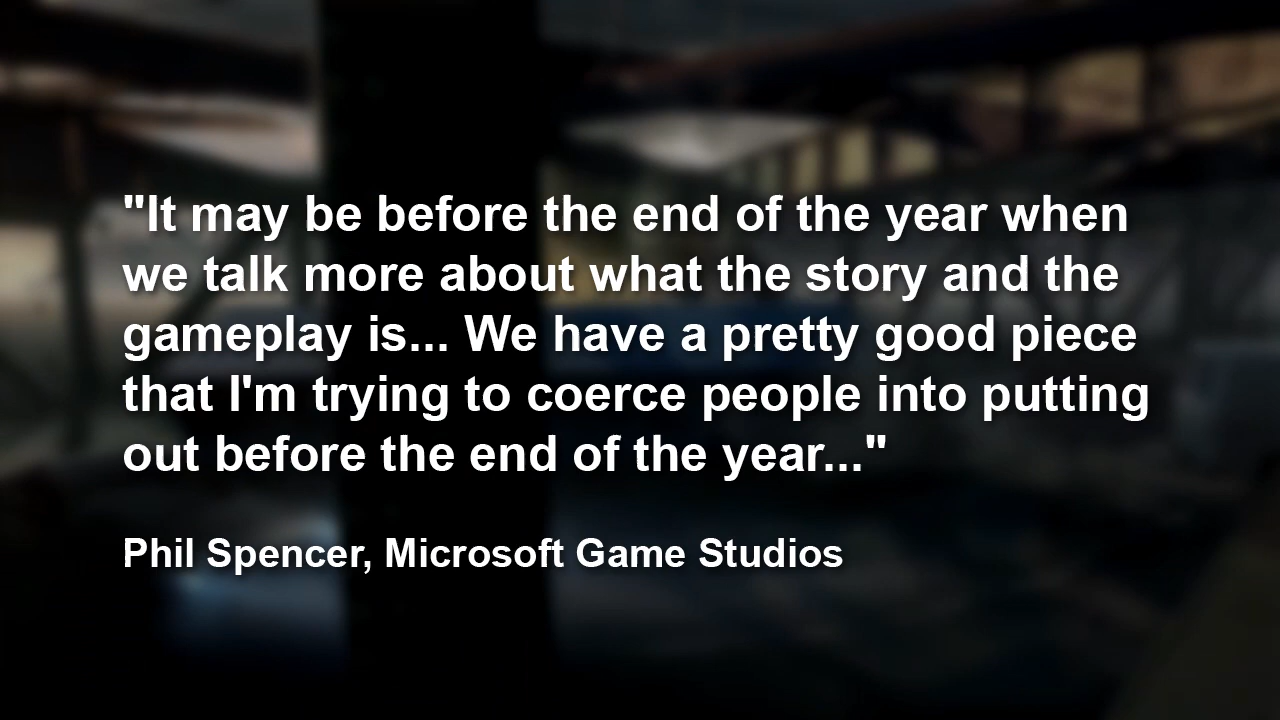 "It may be before the end of the year when
we talk more about what the story and the
gameplay is... We have a pretty good piece
that I'm trying to coerce people into putting
out before the end of the year..."
Phil Spencer, Microsoft Game Studios